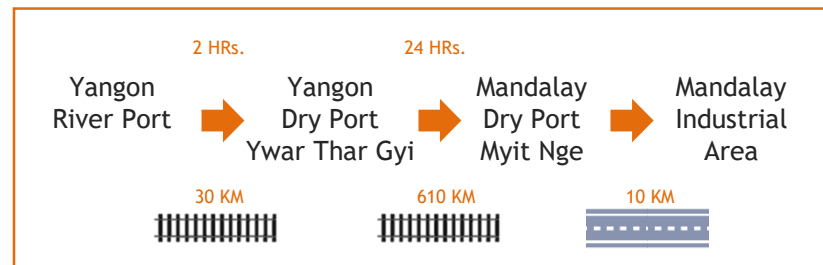 2 HRs.
24 HRs.
Yangon
River Port
Yangon
Dry Port
Ywar Thar Gyi
Mandalay
Dry Port
Myit Nge
Mandalay
Industrial
Area
30 KM
610 KM
10 KM